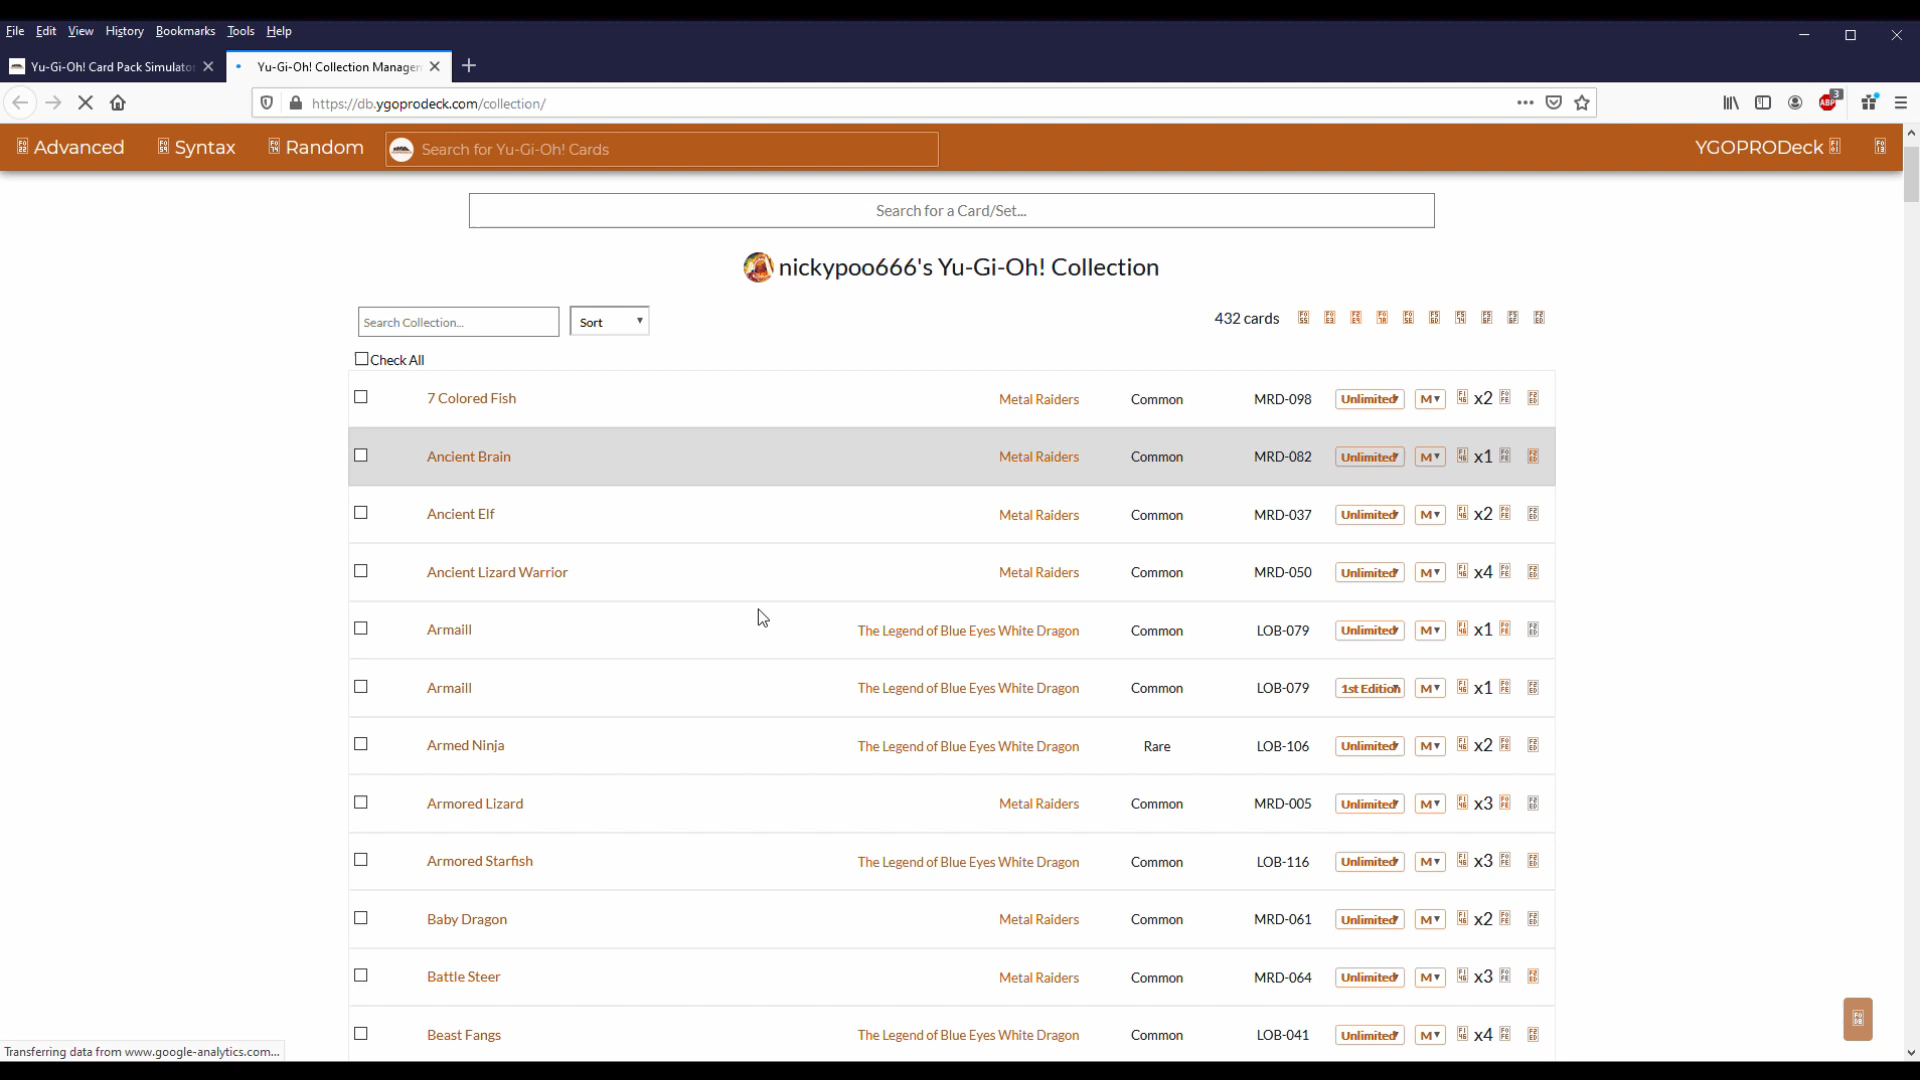 File Edit View History Bookmarks Tools Help
Yu-Gi-Oh! Card Pack Simulato
Yu-Gi-Oh! Collection Manager
https://db.ygoprodeck.com/collection/
3
Advanced Syntax Random Search for Yu-Gi-Oh! Cards YGOPRODeck
Search for a Card/Set...
nickypoo666's Yu-Gi-Oh! Collection
Search Collection... Sort 432 cards
Check All
7 Colored Fish Metal Raiders Common MRD-098 Unlimited M x2
Ancient Brain Metal Raiders Common MRD-082 Unlimited M x1
Ancient Elf Metal Raiders Common MRD-037 Unlimited M x2
Ancient Lizard Warrior Metal Raiders Common MRD-050 Unlimited M x4
Armaill The Legend of Blue Eyes White Dragon Common LOB-079 Unlimited M x1
Armaill The Legend of Blue Eyes White Dragon Common LOB-079 1st Edition M x1
Armed Ninja The Legend of Blue Eyes White Dragon Rare LOB-106 Unlimited M x2
Armored Lizard Metal Raiders Common MRD-005 Unlimited M x3
Armored Starfish The Legend of Blue Eyes White Dragon Common LOB-116 Unlimited M x3
Baby Dragon Metal Raiders Common MRD-061 Unlimited M x2
Battle Steer Metal Raiders Common MRD-064 Unlimited M x3
Beast Fangs The Legend of Blue Eyes White Dragon Common LOB-041 Unlimited M x4
Transferring data from www.google-analytics.com...